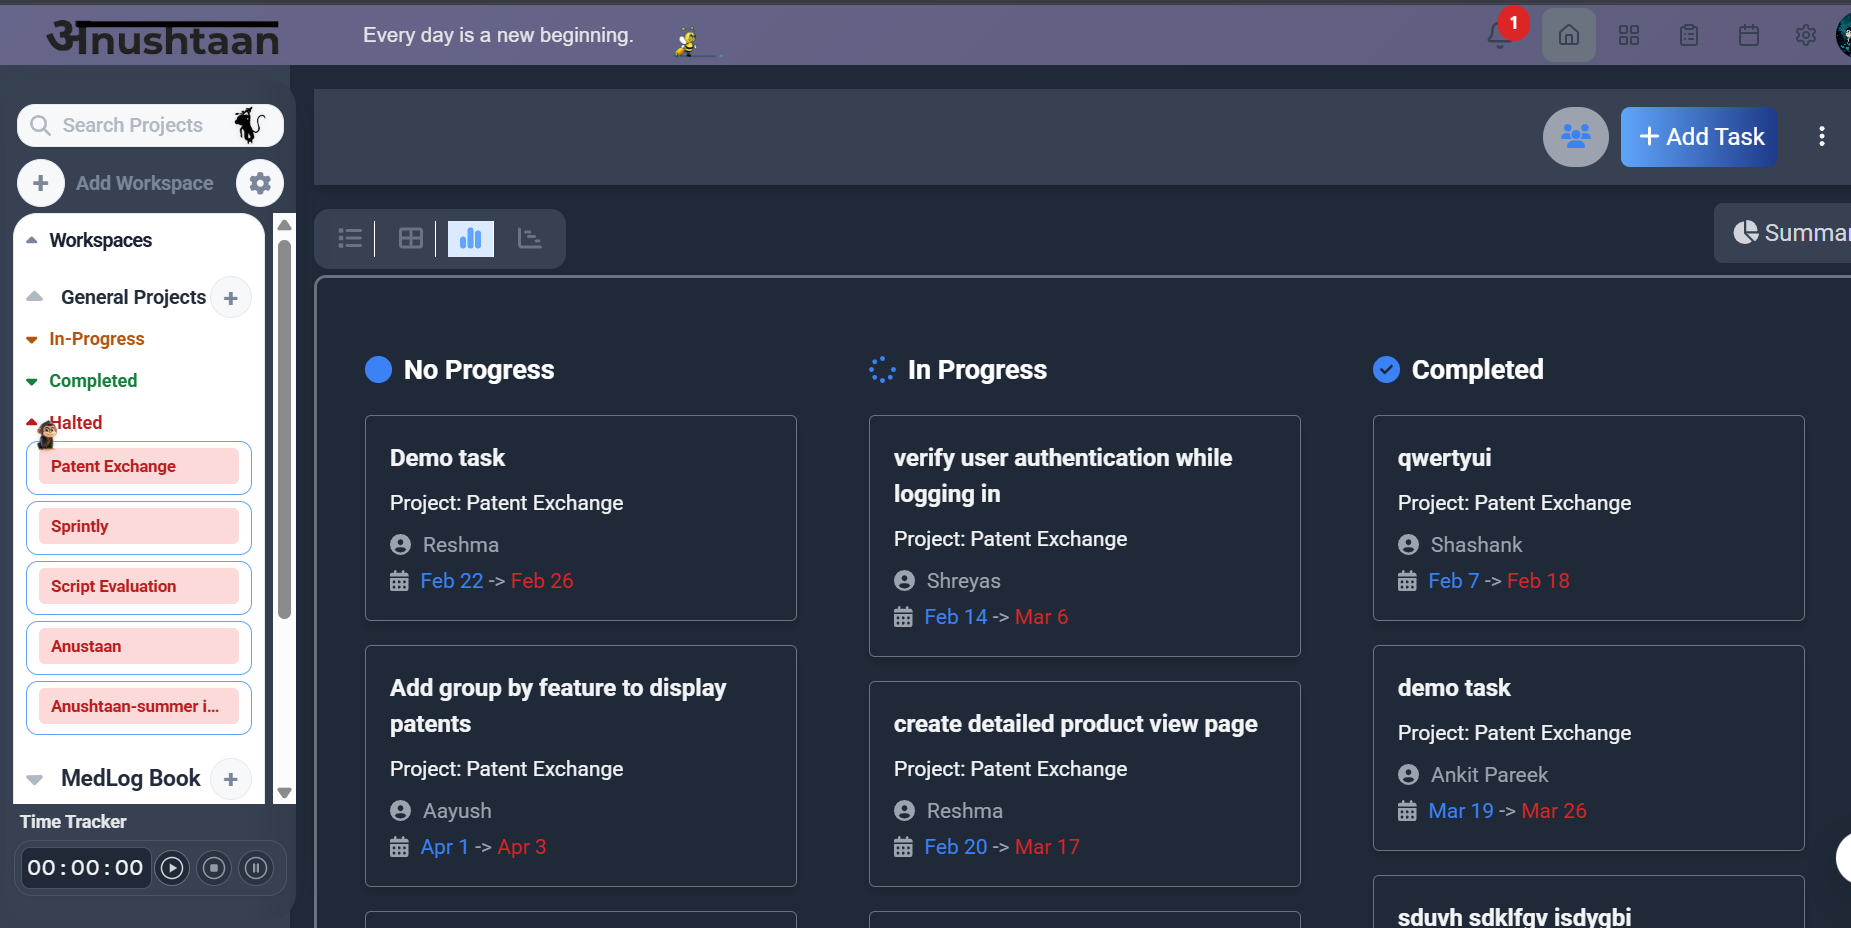 अnushtaan
Every day is a new beginning.
1
Search Projects
Add Workspace
Workspaces
General Projects
In-Progress
Completed
Halted
Patent Exchange
Sprintly
Script Evaluation
Anustaan
Anushtaan-summer i...
MedLog Book
Time Tracker
00:00:00
+ Add Task
Summar
No Progress
Demo task
Project: Patent Exchange
Reshma
Feb 22 -> Feb 26
Add group by feature to display
patents
Project: Patent Exchange
Aayush
Apr 1 -> Apr 3
In Progress
verify user authentication while
logging in
Project: Patent Exchange
Shreyas
Feb 14 -> Mar 6
create detailed product view page
Project: Patent Exchange
Reshma
Feb 20 -> Mar 17
Completed
qwertyui
Project: Patent Exchange
Shashank
Feb 7 -> Feb 18
demo task
Project: Patent Exchange
Ankit Pareek
Mar 19 -> Mar 26
sduvh sdklfgv isdygbi